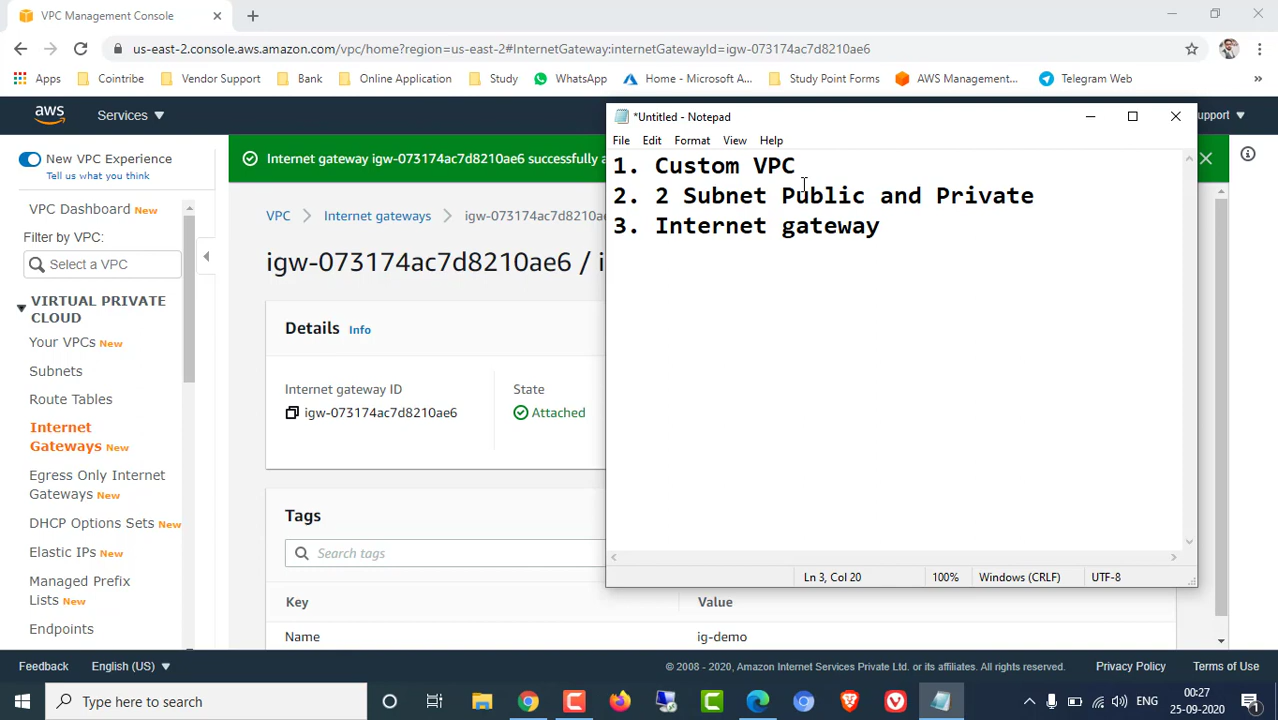 VPC Management Console
us-east-2.console.aws.amazon.com/vpc/home?region=us-east-2#InternetGateway:internetGatewayId=igw-073174ac7d8210ae6
Apps Cointribe Vendor Support Bank Online Application Study WhatsApp Home - Microsoft A... Study Point Forms AWS Management... Telegram Web »
aws Services upport
New VPC Experience
Tell us what you think
VPC Dashboard New
Filter by VPC:
Select a VPC
VIRTUAL PRIVATE
CLOUD
Your VPCs New
Subnets
Route Tables
Internet
Gateways New
Egress Only Internet
Gateways New
DHCP Options Sets New
Elastic IPs New
Managed Prefix
Lists New
Endpoints
Internet gateway igw-073174ac7d8210ae6 successfully a
VPC Internet gateways igw-073174ac7d8210ae6
igw-073174ac7d8210ae6 / i
Details Info
Internet gateway ID State
igw-073174ac7d8210ae6 Attached
Tags
Search tags
Key Value
Name ig-demo
*Untitled - Notepad
File Edit Format View Help
1. Custom VPC
2. 2 Subnet Public and Private
3. Internet gateway
Ln 3, Col 20 100% Windows (CRLF) UTF-8
Feedback English (US) © 2008 - 2020, Amazon Internet Services Private Ltd. or its affiliates. All rights reserved. Privacy Policy Terms of Use
Type here to search
ENG
00:27
25-09-2020
1